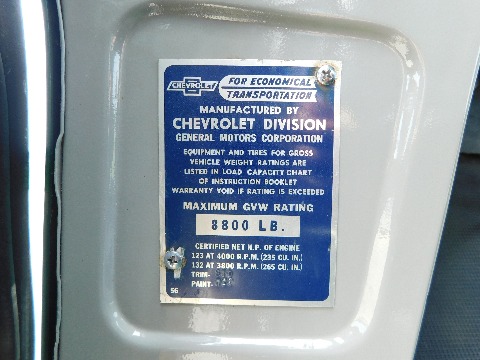 CHEVROLET
FOR ECONOMICAL
TRANSPORTATION
MANUFACTURED BY
CHEVROLET DIVISION
GENERAL MOTORS CORPORATION
EQUIPMENT AND TIRES FOR GROSS
VEHICLE WEIGHT RATINGS ARE
LISTED IN LOAD CAPACITY CHART
OF INSTRUCTION BOOKLET
WARRANTY VOID IF RATING IS EXCEEDED
MAXIMUM GVW RATING
8800 LB.
CERTIFIED NET H.P. OF ENGINE
123 AT 4000 R.P.M. (235 CU. IN.)
132 AT 3800 R.P.M. (265 CU. IN.)
TRIM-
PAINT-
56